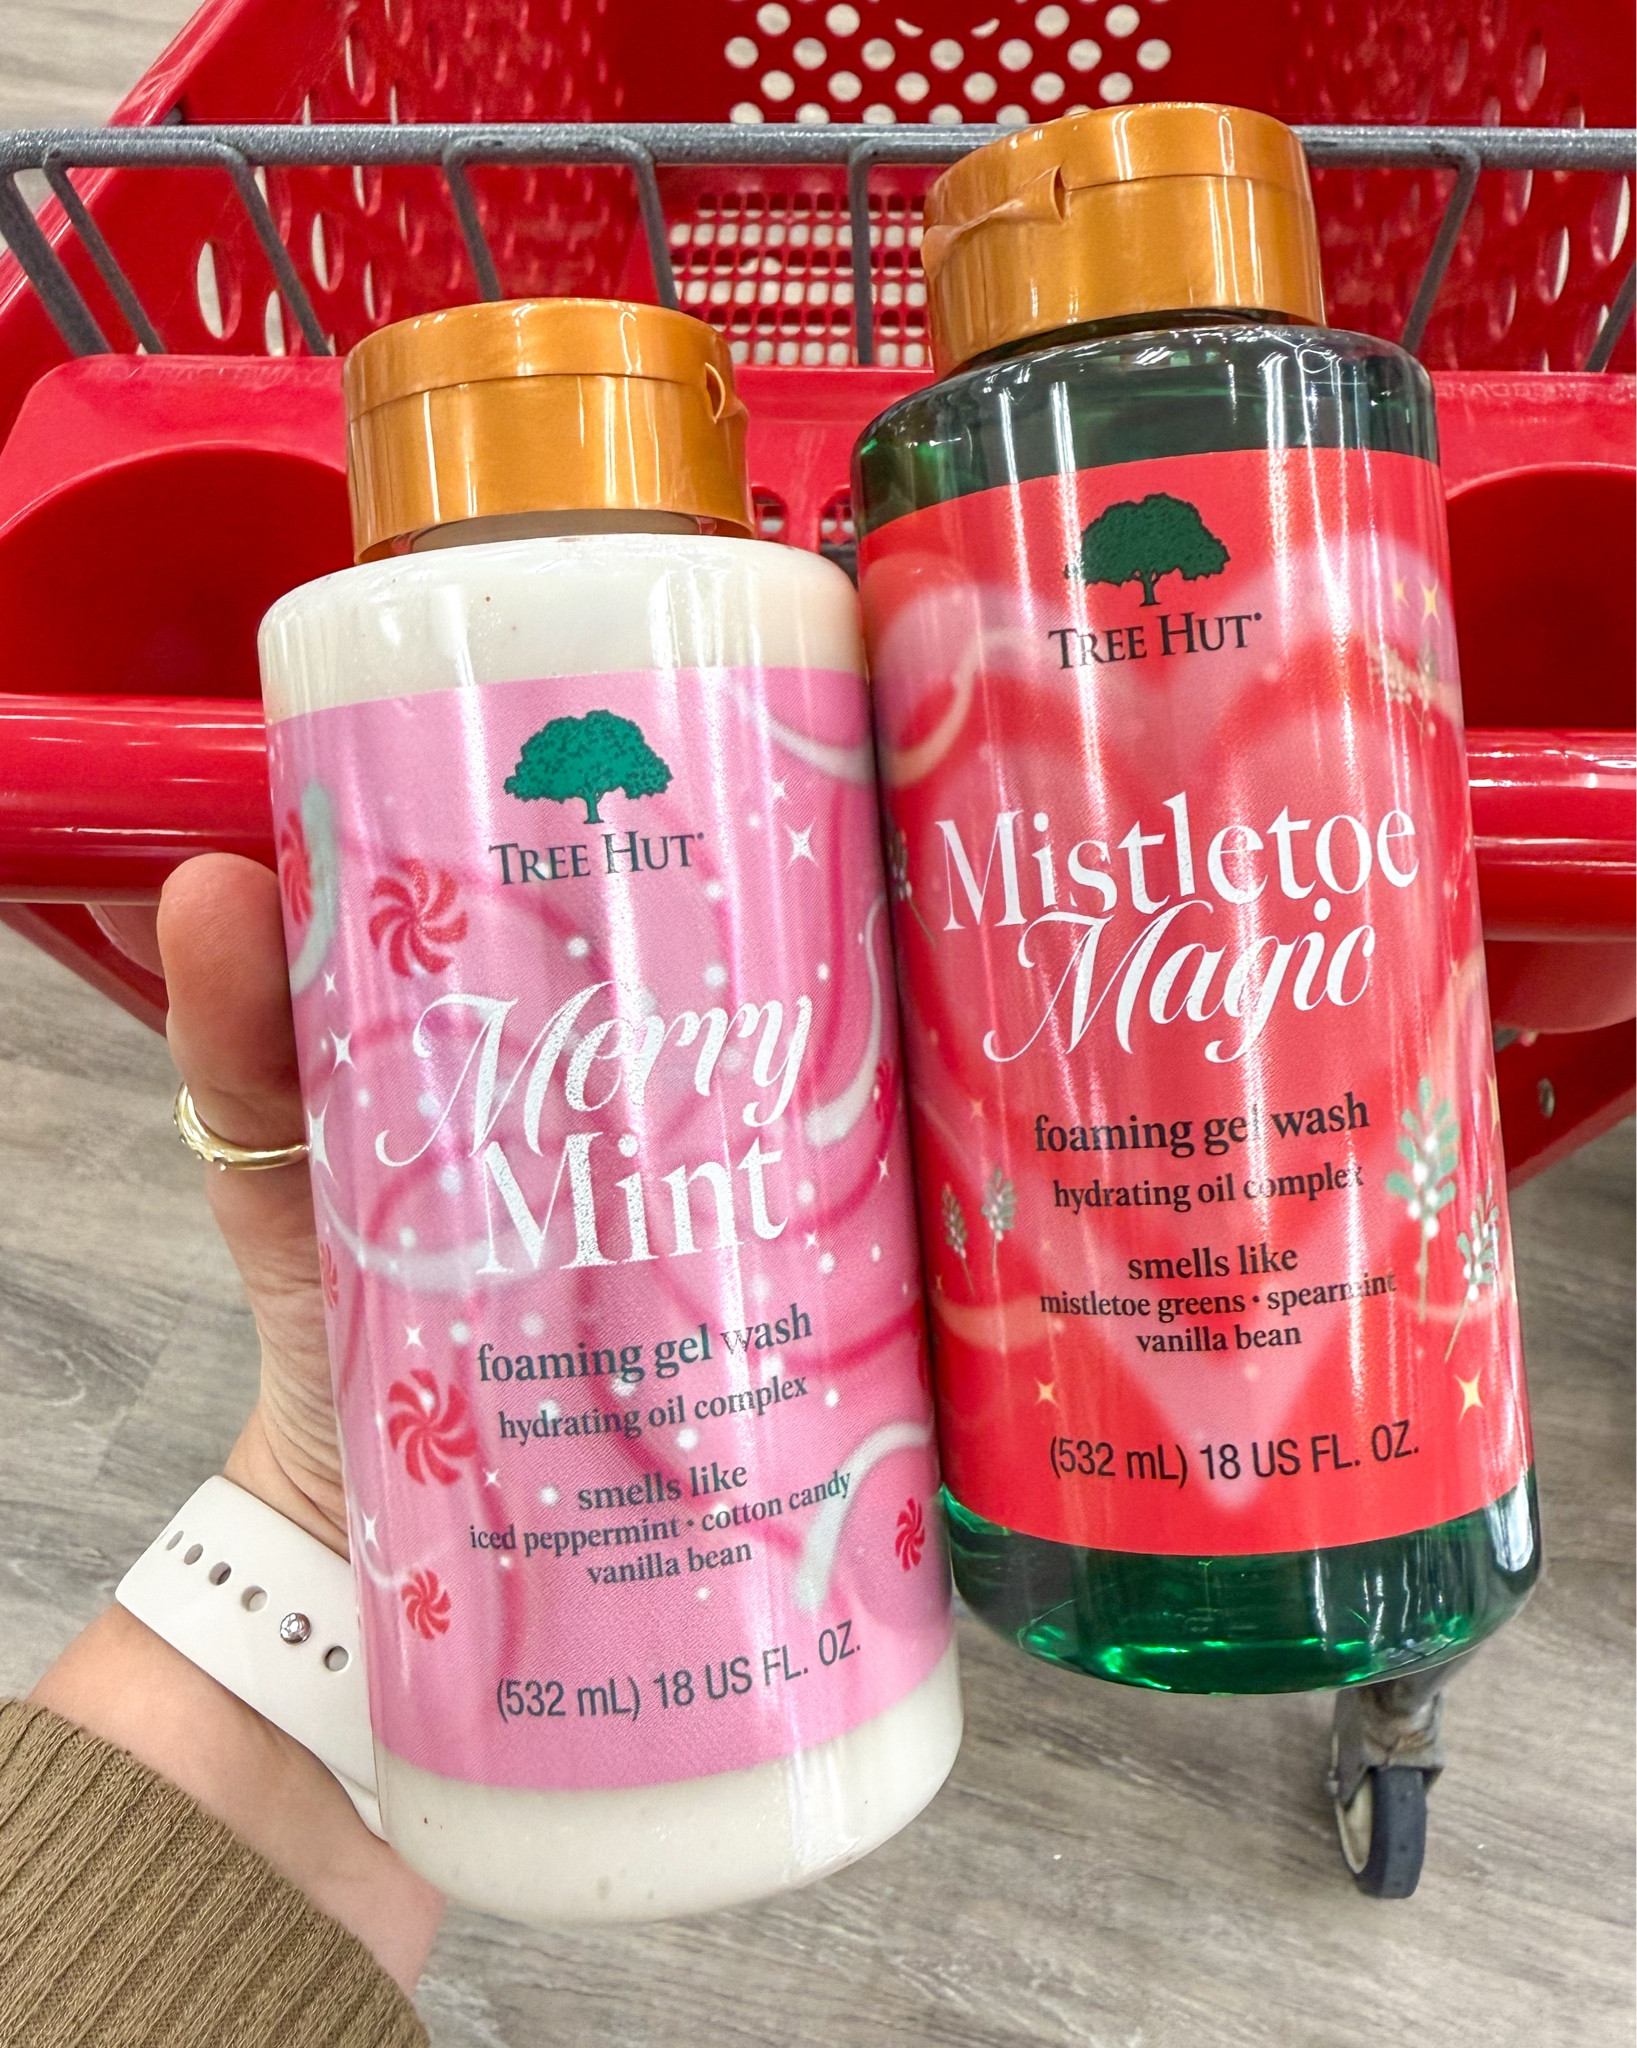 TREE HUT
Merry
Mint
foaming gel wash
hydrating oil complex
smells like
iced peppermint • cotton candy
vanilla bean
(532 mL) 18 US FL. OZ.
TREE HUT
Mistletoe
Magic
foaming gel wash
hydrating oil complex
smells like
mistletoe greens • spearmint
vanilla bean
(532 mL) 18 US FL. OZ.